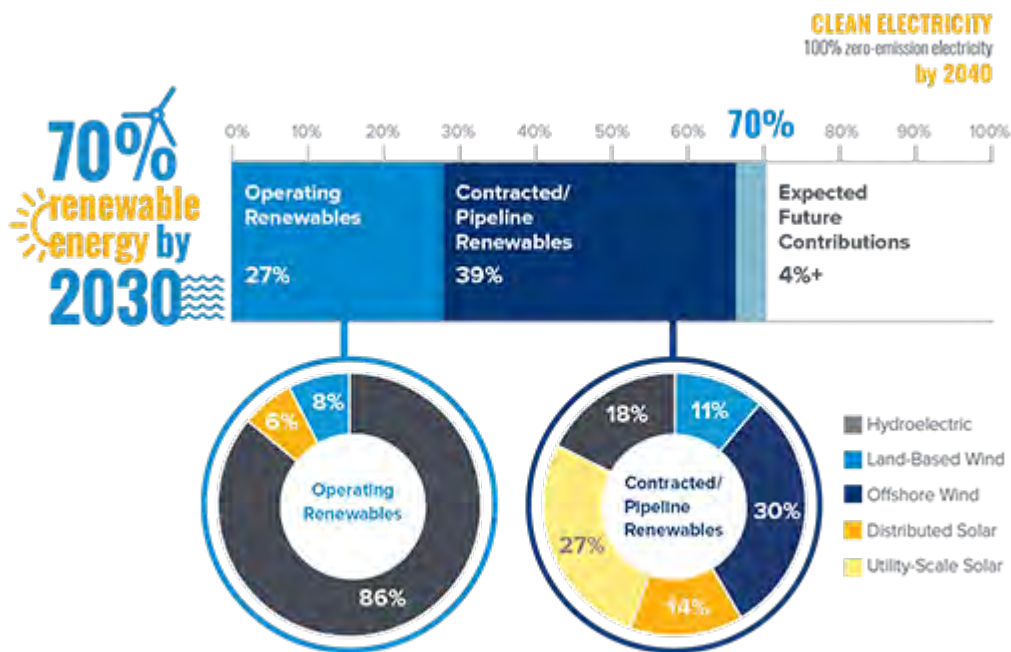 CLEAN ELECTRICITY
100% zero-emission electricity
by 2040
70%
renewable
energy by
2030
0% 10% 20% 30% 40% 50% 60% 70% 80% 90% 100%
Operating
Renewables
27%
Contracted/
Pipeline
Renewables
39%
Expected
Future
Contributions
4%+
8%
6%
86%
Operating
Renewables
18%
11%
30%
27%
14%
Contracted/
Pipeline
Renewables
Hydroelectric
Land-Based Wind
Offshore Wind
Distributed Solar
Utility-Scale Solar